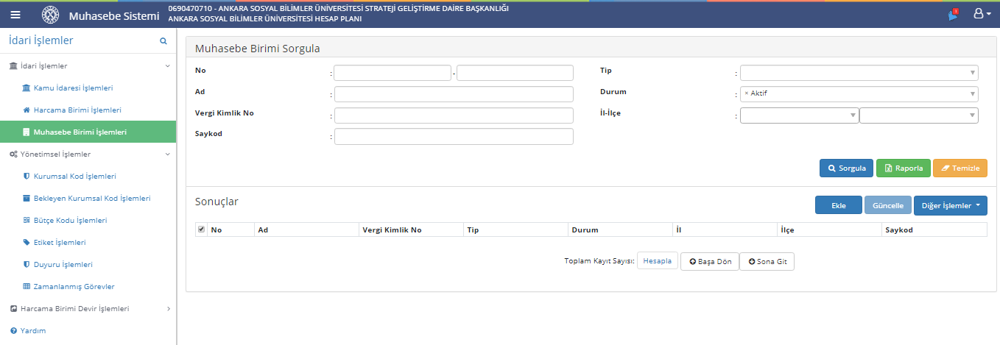 Muhasebe Sistemi
0690470710 - ANKARA SOSYAL BİLİMLER ÜNİVERSİTESİ STRATEJİ GELİŞTİRME DAİRE BAŞKANLIĞI
ANKARA SOSYAL BİLİMLER ÜNİVERSİTESİ HESAP PLANI
1
İdari İşlemler
İdari İşlemler
Kamu İdaresi İşlemleri
Harcama Birimi İşlemleri
Muhasebe Birimi İşlemleri
Yönetimsel İşlemler
Kurumsal Kod İşlemleri
Bekleyen Kurumsal Kod İşlemleri
Bütçe Kodu İşlemleri
Etiket İşlemleri
Duyuru İşlemleri
Zamanlanmış Görevler
Harcama Birimi Devir İşlemleri
Yardım
Muhasebe Birimi Sorgula
No : -
Tip :
Ad :
Durum : × Aktif
Vergi Kimlik No :
İl-İlçe :
Saykod :
Sorgula Raporla Temizle
Sonuçlar
Ekle Güncelle Diğer İşlemler
No Ad Vergi Kimlik No Tip Durum İl İlçe Saykod
Toplam Kayıt Sayısı: Hesapla Başa Dön Sona Git